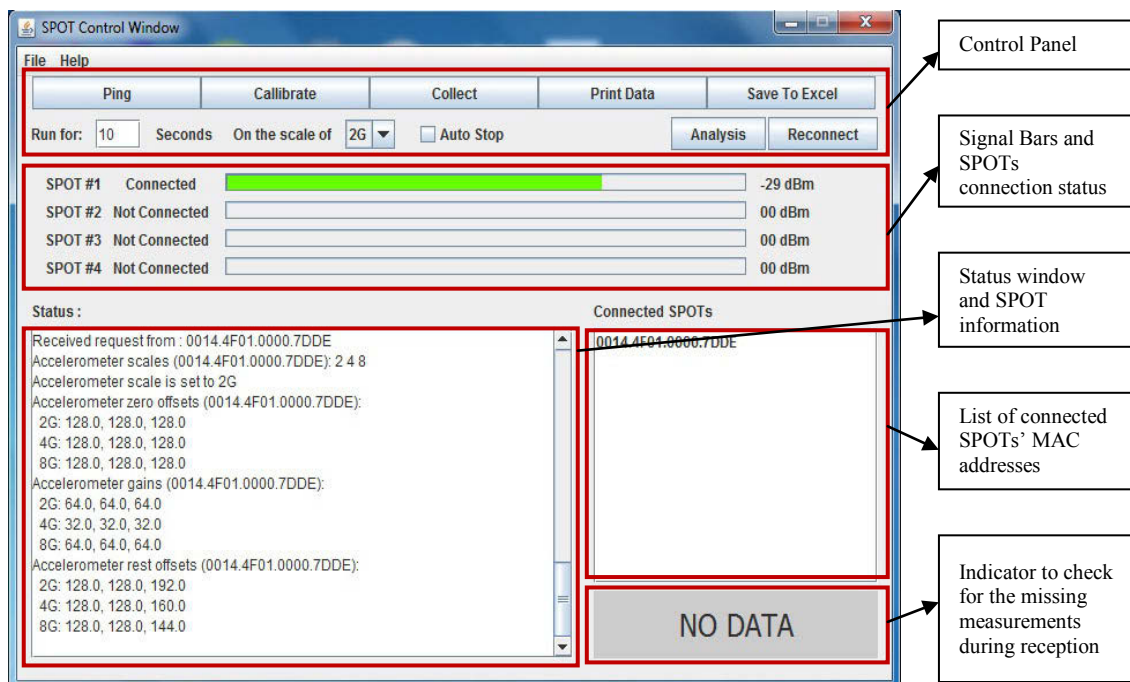 SPOT Control Window
File Help
Ping Callibrate Collect Print Data Save To Excel
Run for: 10 Seconds On the scale of 2G Auto Stop Analysis Reconnect
SPOT #1 Connected -29 dBm
SPOT #2 Not Connected 00 dBm
SPOT #3 Not Connected 00 dBm
SPOT #4 Not Connected 00 dBm
Status :
Received request from : 0014.4F01.0000.7DDE
Accelerometer scales (0014.4F01.0000.7DDE): 2 4 8
Accelerometer scale is set to 2G
Accelerometer zero offsets (0014.4F01.0000.7DDE):
2G: 128.0, 128.0, 128.0
4G: 128.0, 128.0, 128.0
8G: 128.0, 128.0, 128.0
Accelerometer gains (0014.4F01.0000.7DDE):
2G: 64.0, 64.0, 64.0
4G: 32.0, 32.0, 32.0
8G: 64.0, 64.0, 64.0
Accelerometer rest offsets (0014.4F01.0000.7DDE):
2G: 128.0, 128.0, 192.0
4G: 128.0, 128.0, 160.0
8G: 128.0, 128.0, 144.0
Connected SPOTs
0014.4F01.0000.7DDE
NO DATA
Control Panel
Signal Bars and
SPOTs
connection status
Status window
and SPOT
information
List of connected
SPOTs' MAC
addresses
Indicator to check
for the missing
measurements
during reception